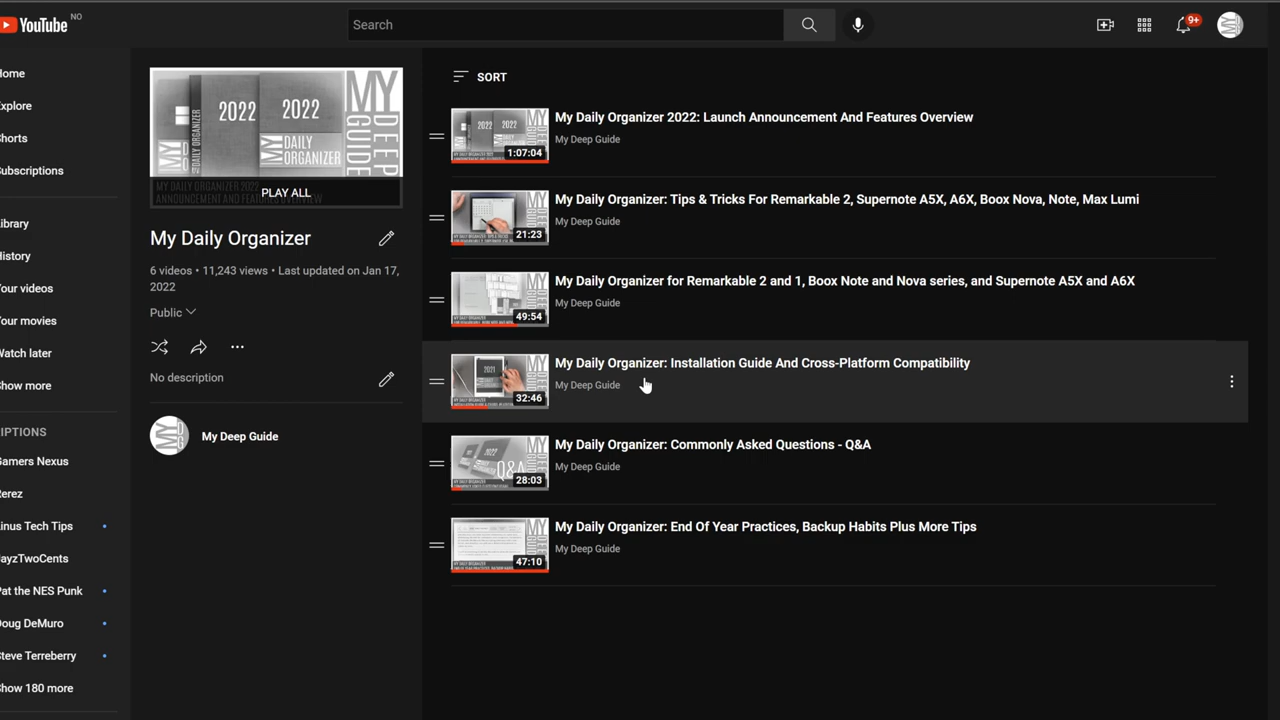 YouTube NO
Search
9+
ome
xplore
horts
ubscriptions
ibrary
istory
our videos
our movies
atch later
how more
IPTIONS
amers Nexus
erez
inus Tech Tips
ayzTwoCents
at the NES Punk
oug DeMuro
teve Terreberry
how 180 more
2022
2022
MY DAILY
ORGANIZER
MY DEEP
GUIDE
PLAY ALL
My Daily Organizer
6 videos • 11,243 views • Last updated on Jan 17,
2022
Public
No description
My Deep Guide
SORT
1:07:04
My Daily Organizer 2022: Launch Announcement And Features Overview
My Deep Guide
21:23
My Daily Organizer: Tips & Tricks For Remarkable 2, Supernote A5X, A6X, Boox Nova, Note, Max Lumi
My Deep Guide
49:54
My Daily Organizer for Remarkable 2 and 1, Boox Note and Nova series, and Supernote A5X and A6X
My Deep Guide
2021
32:46
My Daily Organizer: Installation Guide And Cross-Platform Compatibility
My Deep Guide
2022
Q&A
28:03
My Daily Organizer: Commonly Asked Questions - Q&A
My Deep Guide
47:10
My Daily Organizer: End Of Year Practices, Backup Habits Plus More Tips
My Deep Guide